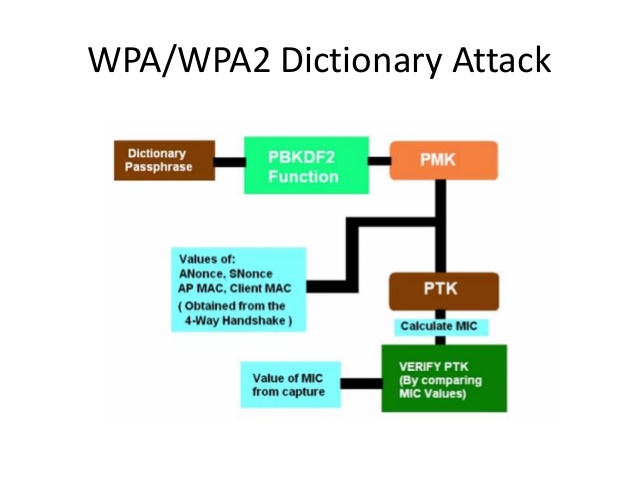 WPA/WPA2 Dictionary Attack
Dictionary
Passphrase
PBKDF2
Function
PMK
Values of:
ANonce, SNonce
AP MAC, Client MAC
( Obtained from the
4-Way Handshake )
PTK
Calculate MIC
VERIFY PTK
(By comparing
MIC Values)
Value of MIC
from capture